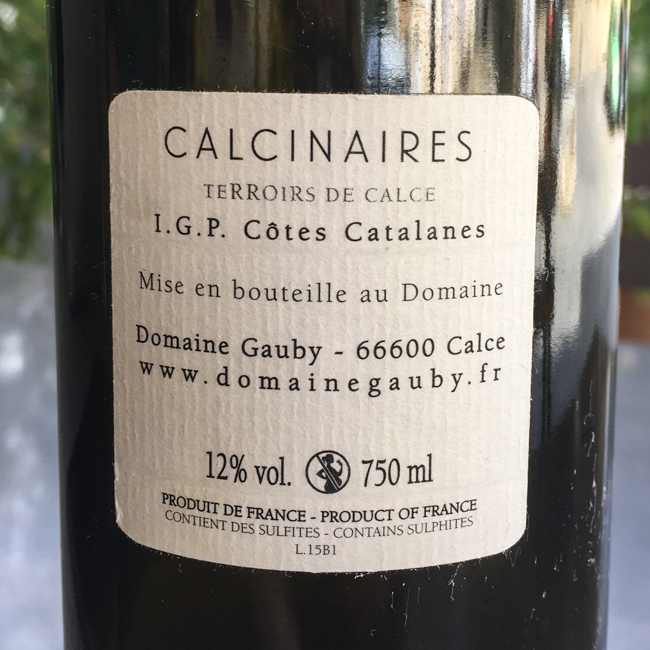 CALCINAIRES
TERROIRS DE CALCE
I.G.P. Côtes Catalanes
Mise en bouteille au Domaine
Domaine Gauby - 66600 Calce
www.domainegauby.fr
12% vol. 750 ml
PRODUIT DE FRANCE - PRODUCT OF FRANCE
CONTIENT DES SULFITES - CONTAINS SULPHITES
L.15B1